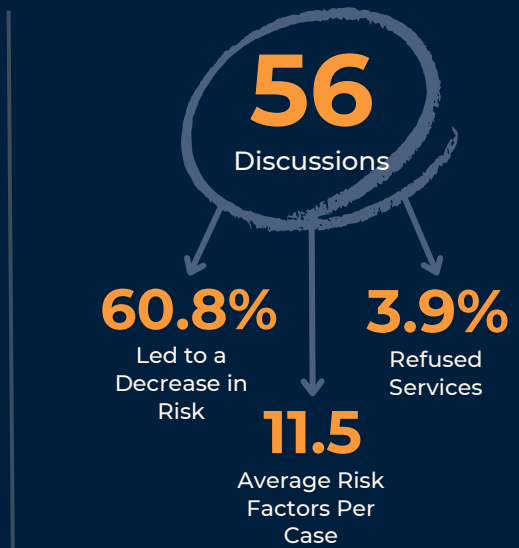 56
Discussions
60.8%
Led to a
Decrease in
Risk
3.9%
Refused
Services
11.5
Average Risk
Factors Per
Case